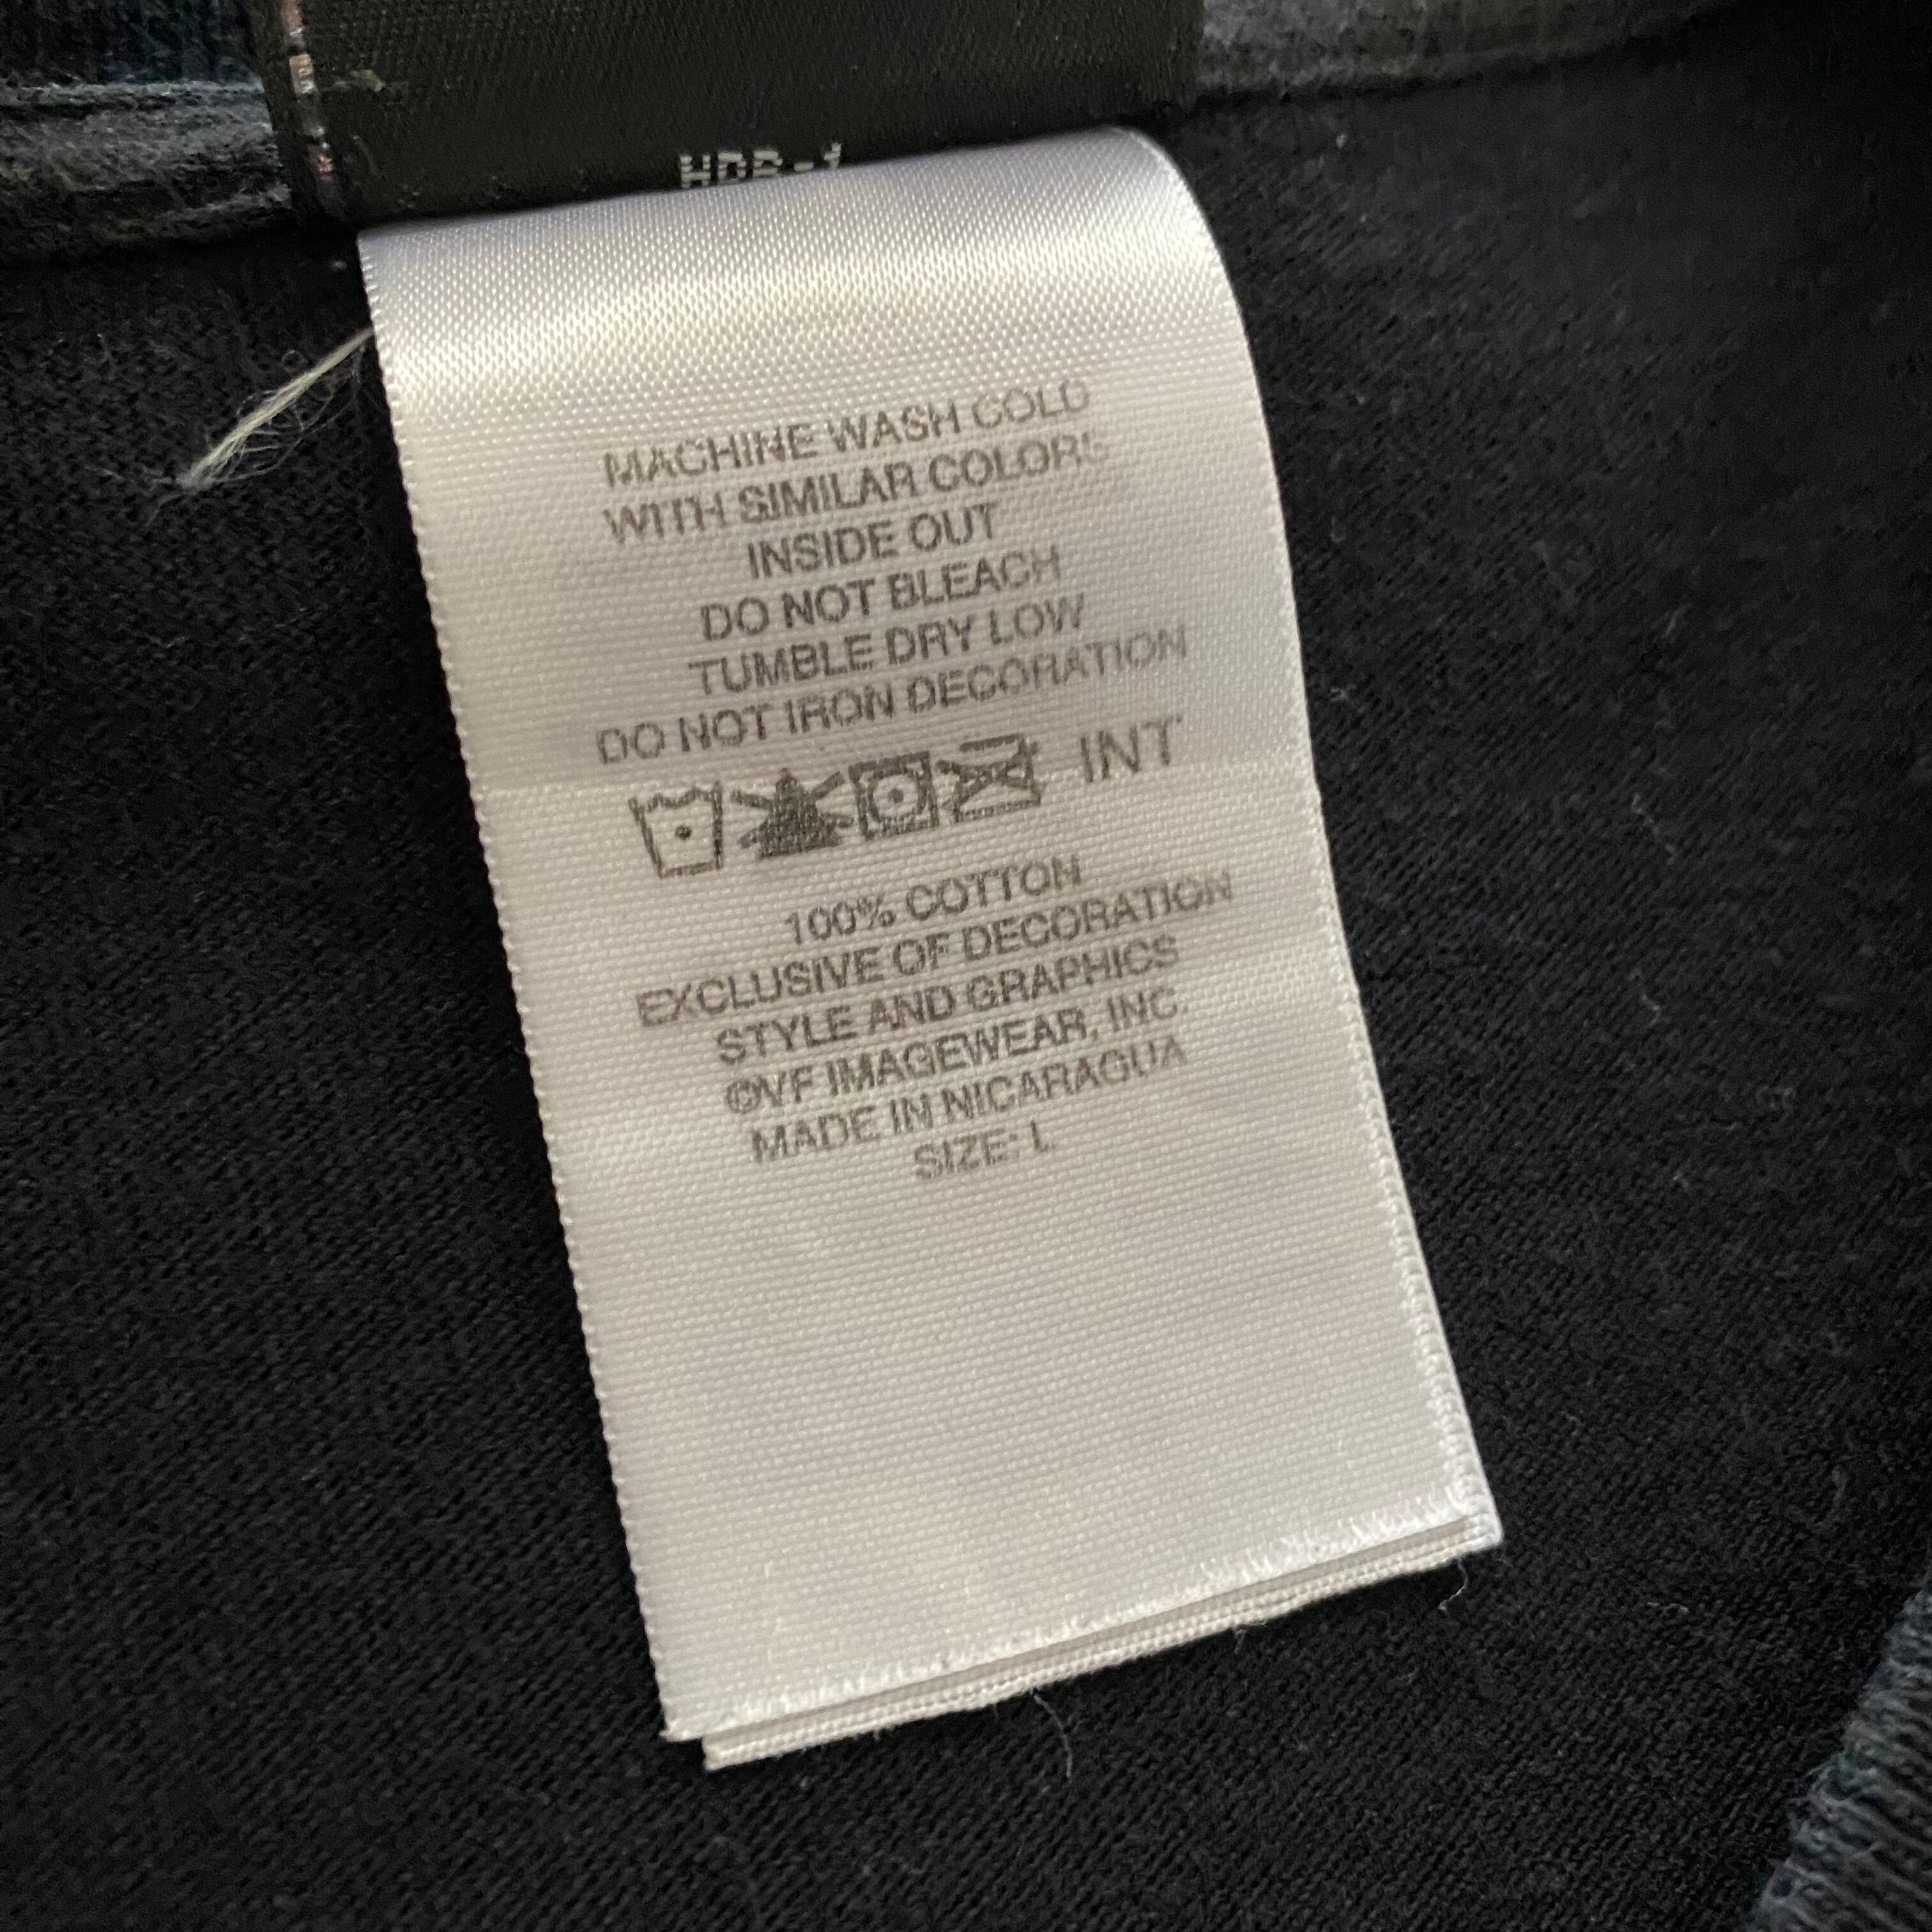 MACHINE WASH COLD
WITH SIMILAR COLORS
INSIDE OUT
DO NOT BLEACH
TUMBLE DRY LOW
DO NOT IRON DECORATION
INT
100% COTTON
EXCLUSIVE OF DECORATION
STYLE AND GRAPHICS
©VF IMAGEWEAR, INC.
MADE IN NICARAGUA
SIZE: L